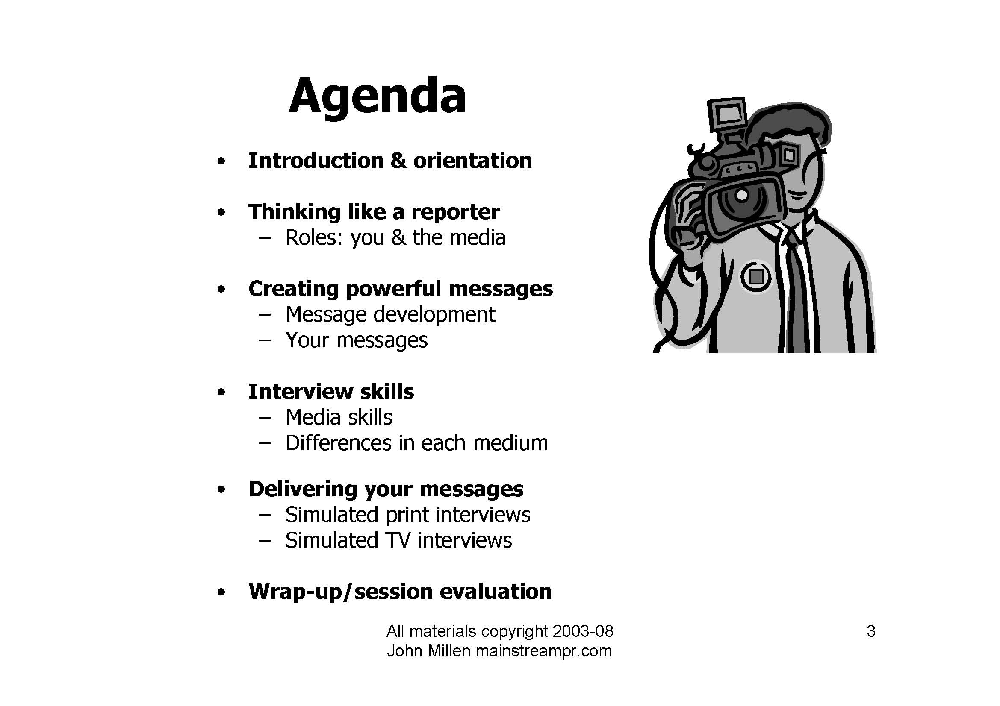 Agenda
• Introduction & orientation
• Thinking like a reporter
– Roles: you & the media
• Creating powerful messages
– Message development
– Your messages
• Interview skills
– Media skills
– Differences in each medium
• Delivering your messages
– Simulated print interviews
– Simulated TV interviews
• Wrap-up/session evaluation
All materials copyright 2003-08
John Millen mainstreampr.com
3